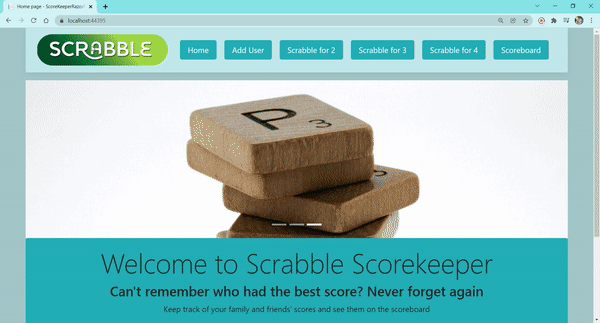 Home page - ScoreKeeperRazor
localhost:44395
SCRABBLE
Home
Add User
Scrabble for 2
Scrabble for 3
Scrabble for 4
Scoreboard
P 3
Welcome to Scrabble Scorekeeper
Can't remember who had the best score? Never forget again
Keep track of your family and friends' scores and see them on the scoreboard